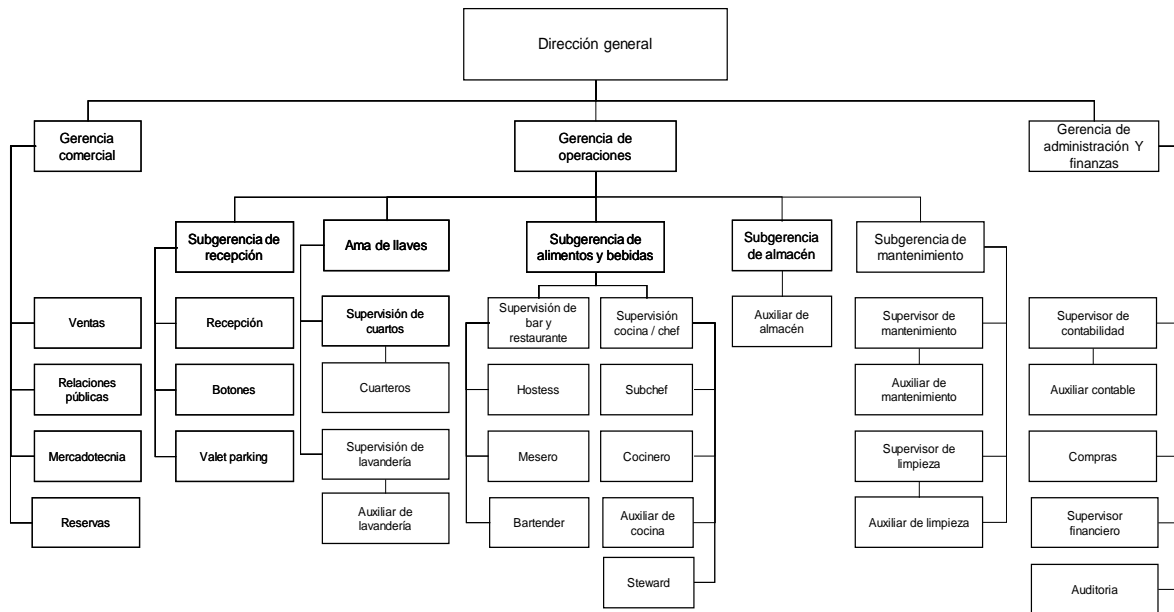 Dirección general
Gerencia
comercial
Gerencia de
operaciones
Gerencia de
administración Y
finanzas
Subgerencia de
recepción
Ama de llaves
Subgerencia de
alimentos y bebidas
Subgerencia
de almacén
Subgerencia de
mantenimiento
Ventas
Recepción
Supervisión de
cuartos
Supervisión de
bar y
restaurante
Supervisión
cocina / chef
Auxiliar de
almacén
Supervisor de
mantenimiento
Supervisor de
contabilidad
Relaciones
públicas
Botones
Cuarteros
Hostess
Subchef
Auxiliar de
mantenimiento
Auxiliar contable
Mercadotecnia
Valet parking
Supervisión de
lavandería
Mesero
Cocinero
Supervisor de
limpieza
Compras
Reservas
Auxiliar de
lavandería
Bartender
Auxiliar de
cocina
Auxiliar de limpieza
Supervisor
financiero
Steward
Auditoria